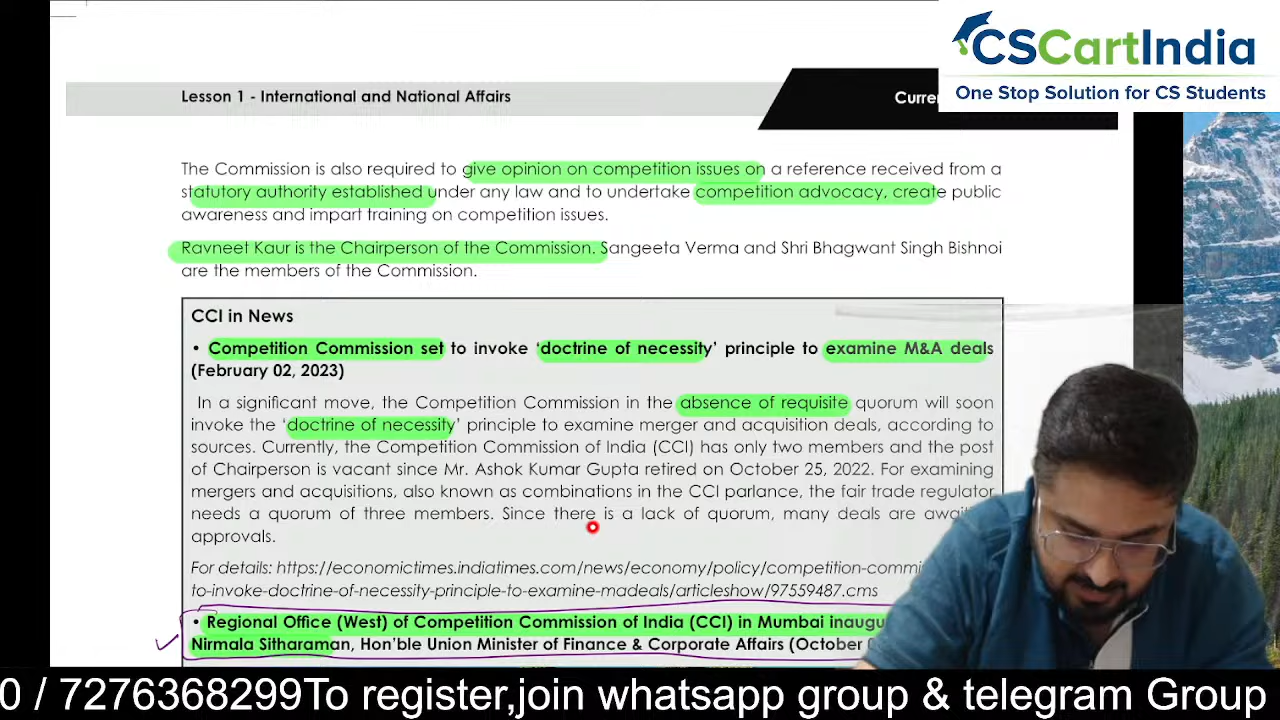 CSCartIndia
One Stop Solution for CS Students
Lesson 1 - International and National Affairs
The Commission is also required to give opinion on competition issues on a reference received from a
statutory authority established under any law and to undertake competition advocacy, create public
awareness and impart training on competition issues.
Ravneet Kaur is the Chairperson of the Commission. Sangeeta Verma and Shri Bhagwant Singh Bishnoi
are the members of the Commission.
CCI in News
• Competition Commission set to invoke ‘doctrine of necessity’ principle to examine M&A deals
(February 02, 2023)
In a significant move, the Competition Commission in the absence of requisite quorum will soon
invoke the ‘doctrine of necessity’ principle to examine merger and acquisition deals, according to
sources. Currently, the Competition Commission of India (CCI) has only two members and the post
of Chairperson is vacant since Mr. Ashok Kumar Gupta retired on October 25, 2022. For examining
mergers and acquisitions, also known as combinations in the CCI parlance, the fair trade regulator
needs a quorum of three members. Since there is a lack of quorum, many deals are
approvals.
For details: https://economictimes.indiatimes.com/news/economy/policy/competition-commi
to-invoke-doctrine-of-necessity-principle-to-examine-madeals/articleshow/97559487.cms
• Regional Office (West) of Competition Commission of India (CCI) in Mumbai
Nirmala Sitharaman, Hon’ble Union Minister of Finance & Corporate Affairs (October
0 / 7276368299To register,join whatsapp group & telegram Group